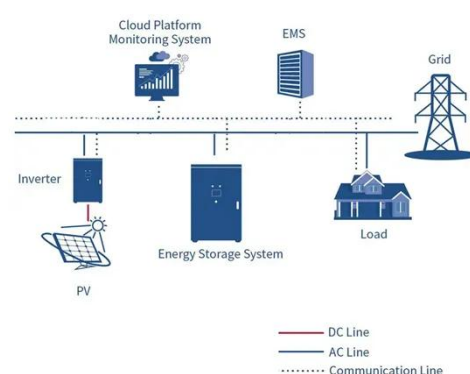 Cloud Platform
Monitoring System
EMS
Grid
Inverter
Load
Energy Storage System
PV
DC Line
AC Line
Communication Line